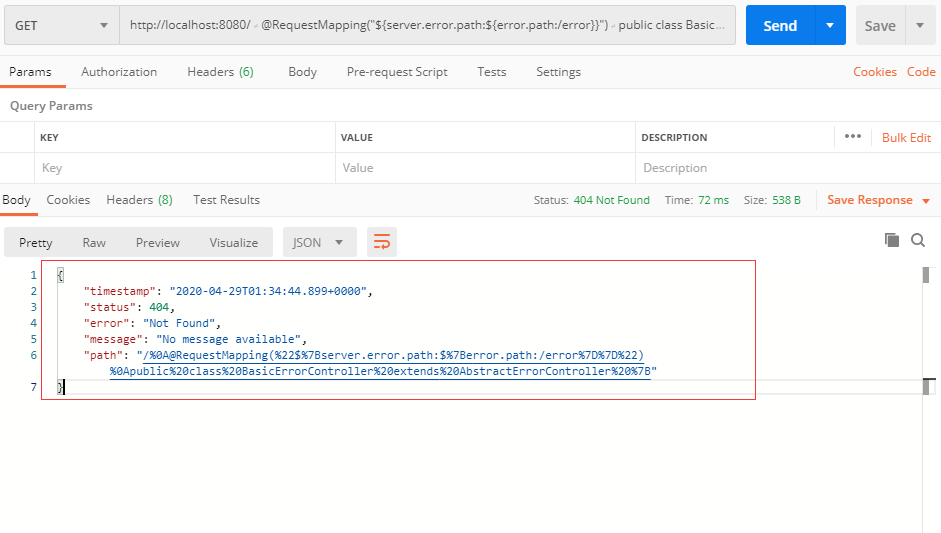 GET http://localhost:8080/ @RequestMapping("${server.error.path:${error.path:/error}}") public class Basic... Send Save
Params Authorization Headers (6) Body Pre-request Script Tests Settings Cookies Code
Query Params
KEY VALUE DESCRIPTION ••• Bulk Edit
Key Value Description
Body Cookies Headers (8) Test Results Status: 404 Not Found Time: 72 ms Size: 538 B Save Response
Pretty Raw Preview Visualize JSON
1 {
2 "timestamp": "2020-04-29T01:34:44.899+0000",
3 "status": 404,
4 "error": "Not Found",
5 "message": "No message available",
6 "path": "/%0A@RequestMapping(%22$%7Bserver.error.path:$%7Berror.path:/error%7D%7D%22)
%0Apublic%20class%20BasicErrorController%20extends%20AbstractErrorController%20%7B"
7 }